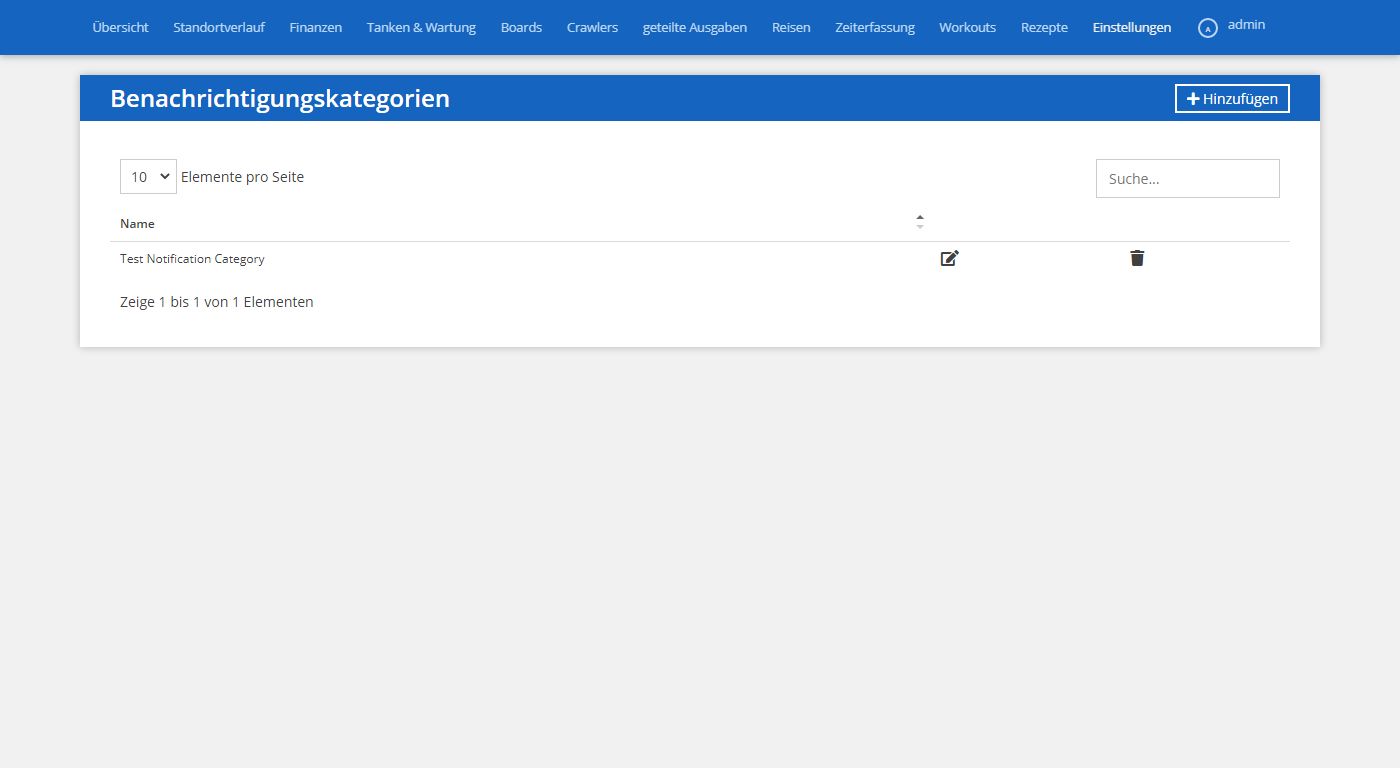 Übersicht Standortverlauf Finanzen Tanken & Wartung Boards Crawlers geteilte Ausgaben Reisen Zeiterfassung Workouts Rezepte Einstellungen A admin
Benachrichtigungskategorien Hinzufügen
10 Elemente pro Seite Suche...
Name
Test Notification Category
Zeige 1 bis 1 von 1 Elementen